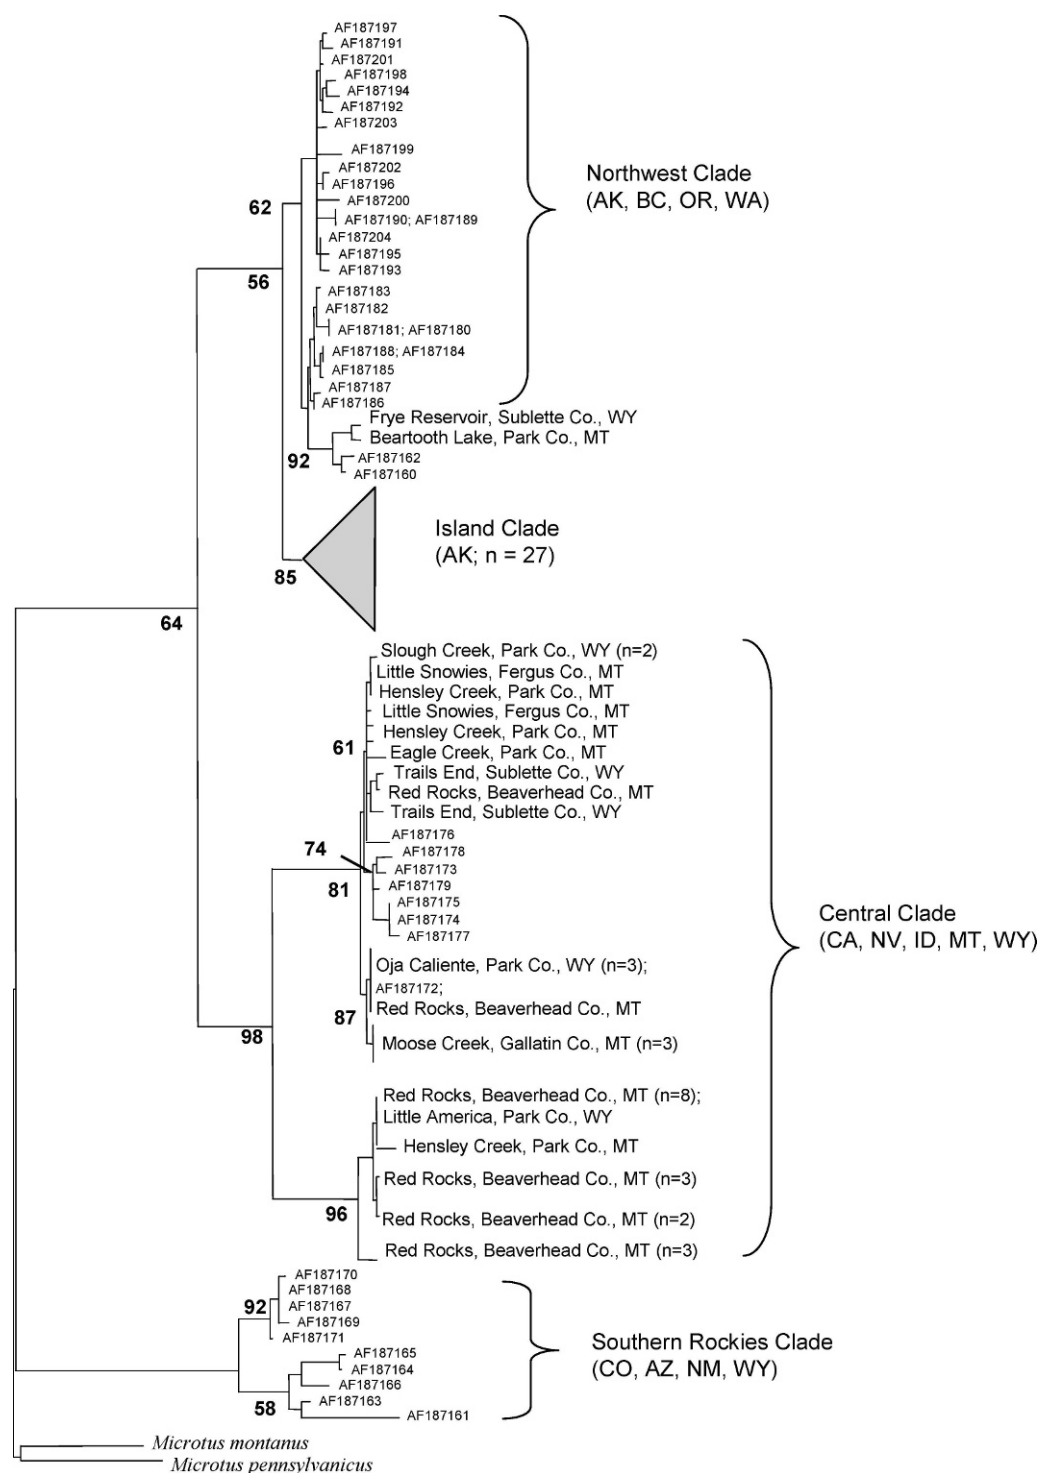 AF187197
AF187191
AF187201
AF187198
AF187194
AF187192
AF187203
AF187199
AF187202
AF187196
AF187200
AF187190; AF187189
AF187204
AF187195
AF187193
62
56
AF187183
AF187182
AF187181; AF187180
AF187188; AF187184
AF187185
AF187187
AF187186
Northwest Clade
(AK, BC, OR, WA)
Frye Reservoir, Sublette Co., WY
Beartooth Lake, Park Co., MT
92
AF187162
AF187160
Island Clade
(AK; n = 27)
85
64
Slough Creek, Park Co., WY (n=2)
Little Snowies, Fergus Co., MT
Hensley Creek, Park Co., MT
Little Snowies, Fergus Co., MT
Hensley Creek, Park Co., MT
61
Eagle Creek, Park Co., MT
Trails End, Sublette Co., WY
Red Rocks, Beaverhead Co., MT
Trails End, Sublette Co., WY
AF187176
74
AF187178
AF187173
81
AF187179
AF187175
AF187174
AF187177
Oja Caliente, Park Co., WY (n=3);
AF187172;
Red Rocks, Beaverhead Co., MT
87
Moose Creek, Gallatin Co., MT (n=3)
98
Central Clade
(CA, NV, ID, MT, WY)
Red Rocks, Beaverhead Co., MT (n=8);
Little America, Park Co., WY
Hensley Creek, Park Co., MT
Red Rocks, Beaverhead Co., MT (n=3)
96
Red Rocks, Beaverhead Co., MT (n=2)
Red Rocks, Beaverhead Co., MT (n=3)
AF187170
AF187168
92
AF187167
AF187169
AF187171
AF187165
AF187164
AF187166
58
AF187163
AF187161
Southern Rockies Clade
(CO, AZ, NM, WY)
Microtus montanus
Microtus pennsylvanicus